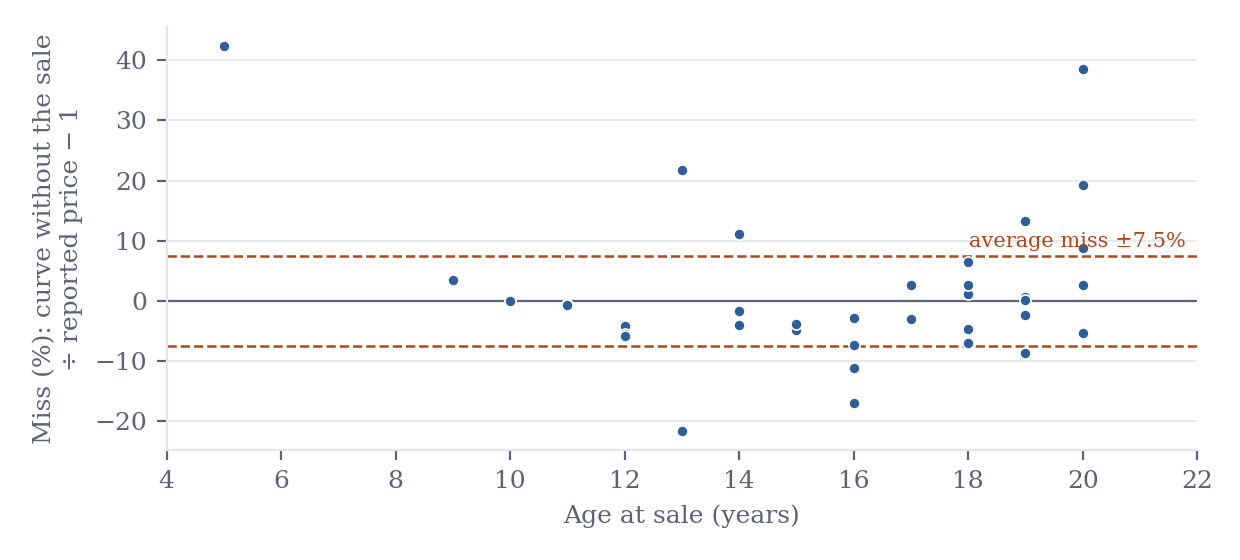 Miss (%): curve without the sale
÷ reported price − 1
40
30
20
10
0
−10
−20
average miss ±7.5%
4 6 8 10 12 14 16 18 20 22
Age at sale (years)